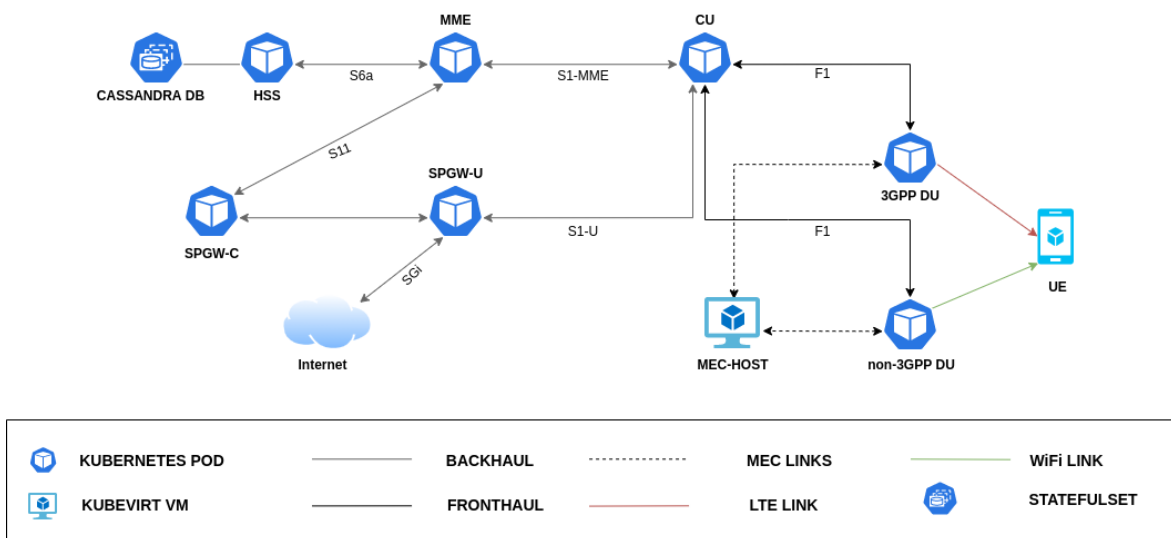 MME
CU
CASSANDRA DB
HSS
S6a
S1-MME
F1
S11
SPGW-U
3GPP DU
SPGW-C
S1-U
F1
SGi
UE
Internet
MEC-HOST
non-3GPP DU
KUBERNETES POD
BACKHAUL
MEC LINKS
WiFi LINK
KUBEVIRT VM
FRONTHAUL
LTE LINK
STATEFULSET